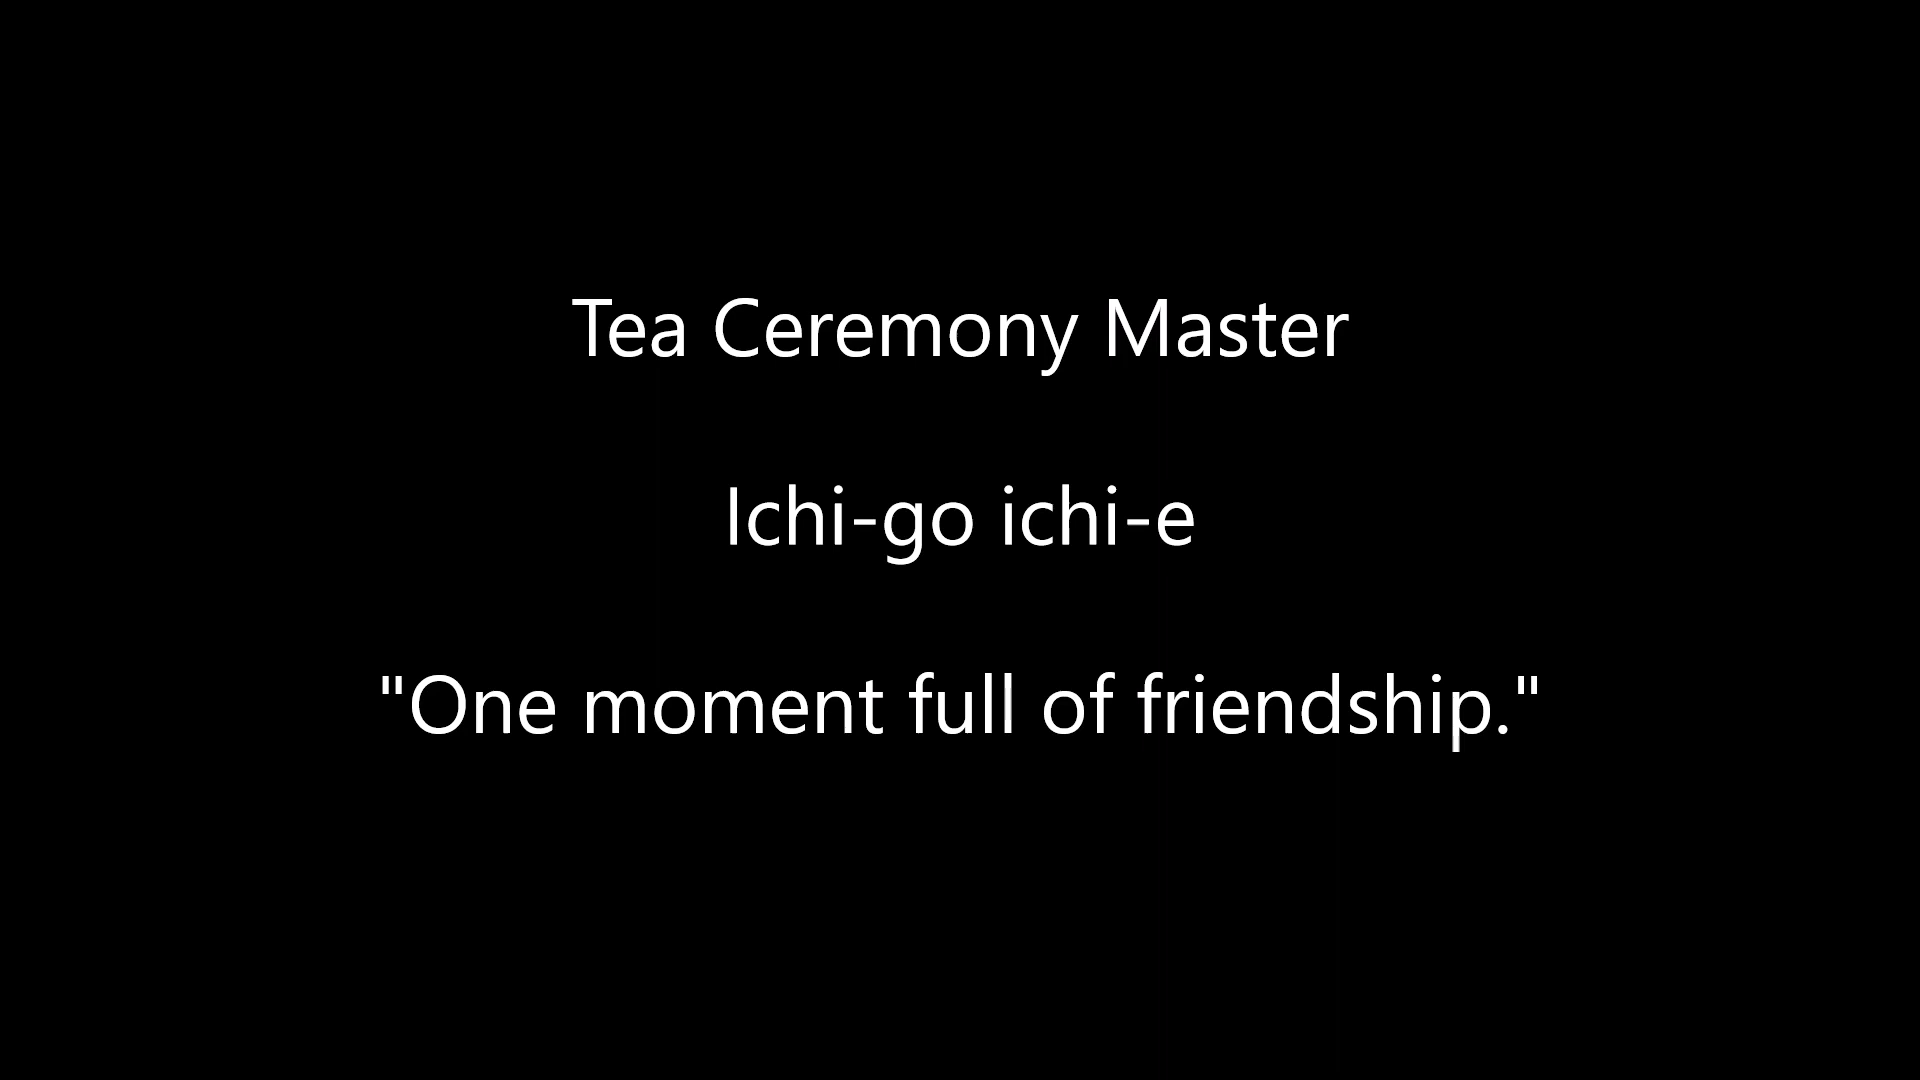 Tea Ceremony Master
Ichi-go ichi-e
"One moment full of friendship."